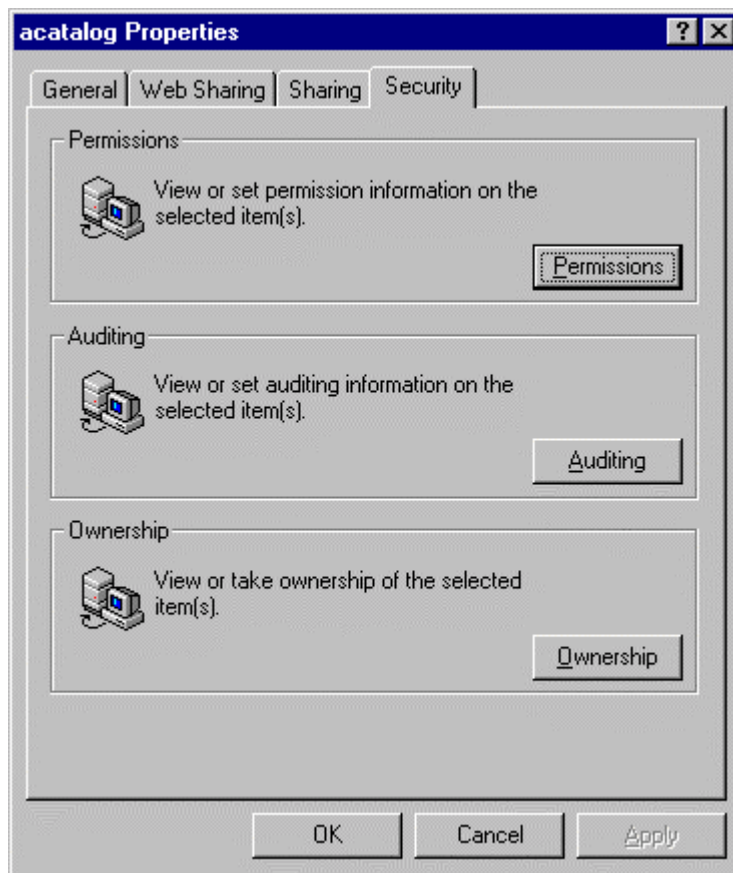 acatalog Properties
General Web Sharing Sharing Security
Permissions
View or set permission information on the
selected item(s).
Permissions
Auditing
View or set auditing information on the
selected item(s).
Auditing
Ownership
View or take ownership of the selected
item(s).
Ownership
OK Cancel Apply